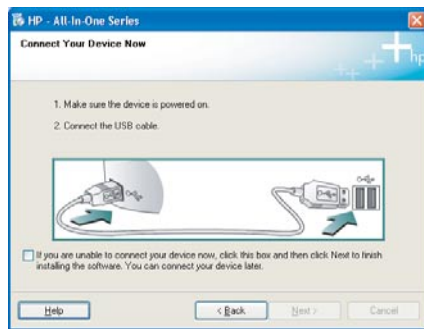 HP - All-In-One Series
Connect Your Device Now
hp
1. Make sure the device is powered on.
2. Connect the USB cable.
If you are unable to connect your device now, click this box and then click Next to finish
installing the software. You can connect your device later.
Help
< Back
Next >
Cancel